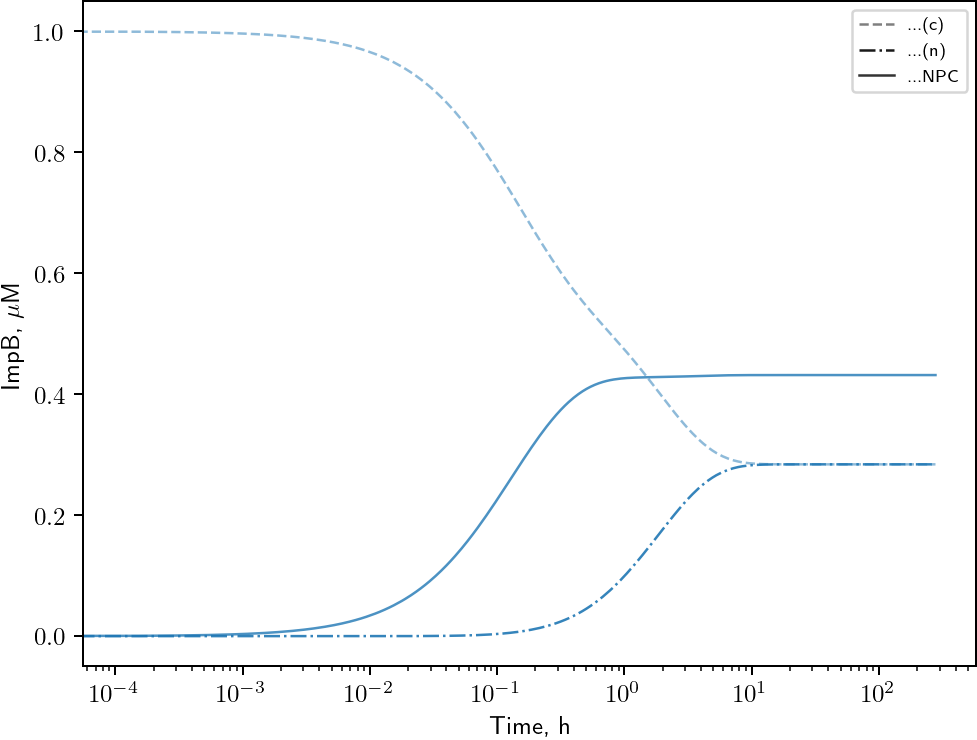 ...(c)
...(n)
...NPC
1.0
0.8
0.6
0.4
0.2
0.0
ImpB, μM
10⁻⁴ 10⁻³ 10⁻² 10⁻¹ 10⁰ 10¹ 10²
Time, h